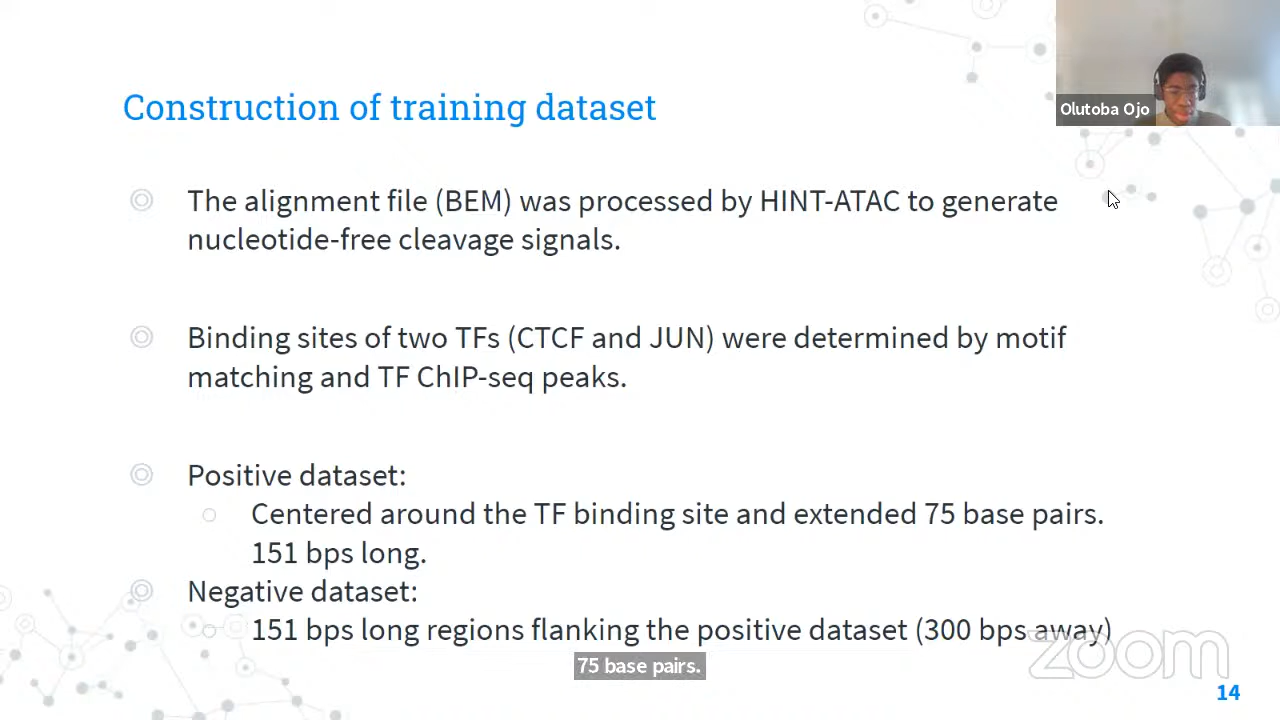 Construction of training dataset
Olutoba Ojo
The alignment file (BEM) was processed by HINT-ATAC to generate
nucleotide-free cleavage signals.
Binding sites of two TFs (CTCF and JUN) were determined by motif
matching and TF ChIP-seq peaks.
Positive dataset:
Centered around the TF binding site and extended 75 base pairs.
151 bps long.
Negative dataset:
151 bps long regions flanking the positive dataset (300 bps away)
zoom
75 base pairs.
14